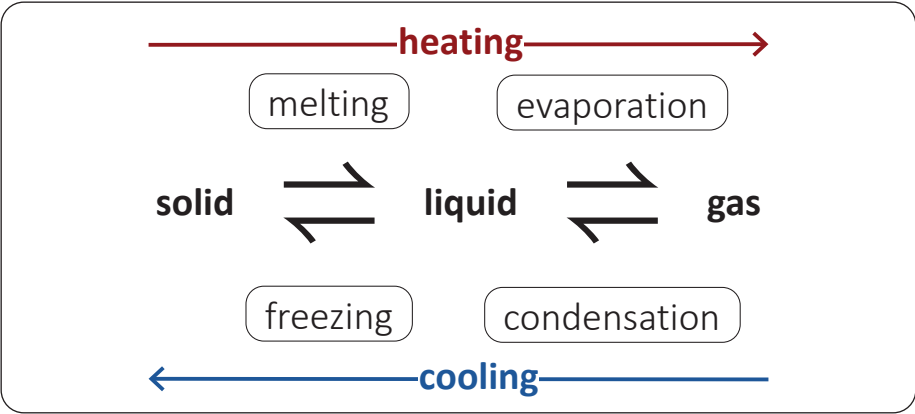 heating
melting evaporation
solid liquid gas
freezing condensation
cooling